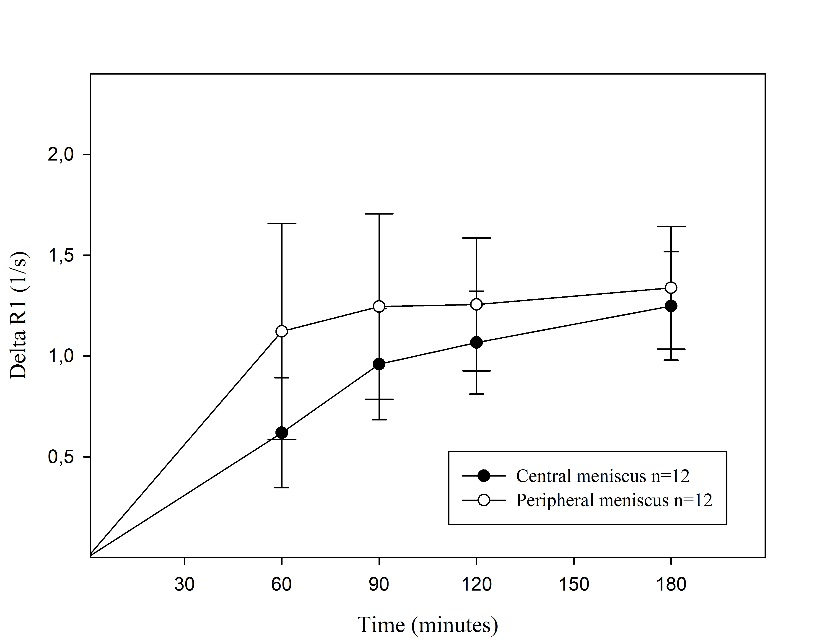 2,0
1,5
1,0
0,5
Delta R1 (1/s)
Central meniscus n=12
Peripheral meniscus n=12
30 60 90 120 150 180
Time (minutes)